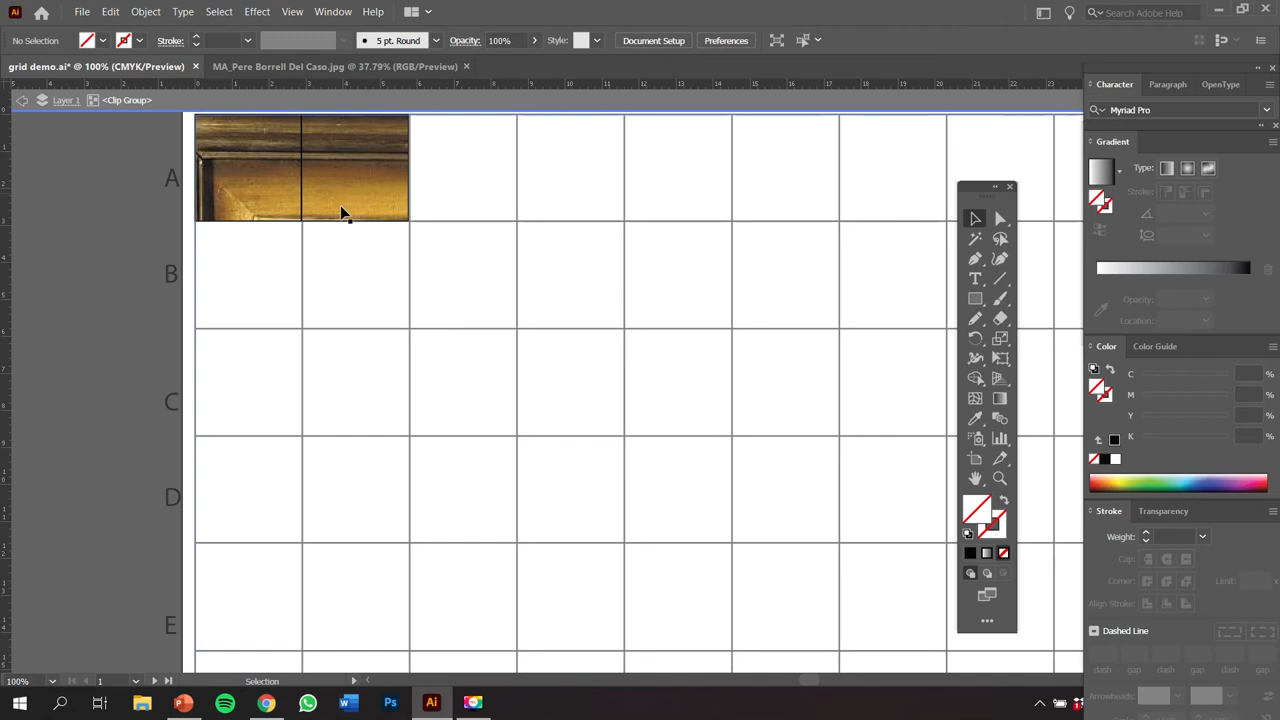 Ai File Edit Object Type Select Effect View Window Help Search Adobe Help
No Selection Stroke: 5 pt. Round Opacity: 100% Style: Document Setup Preferences
grid demo.ai* @ 100% (CMYK/Preview) × MA_Pere Borrell Del Caso.jpg @ 37.79% (RGB/Preview) ×
Layer 1 <Clip Group>
Character Paragraph OpenType
Myriad Pro
Gradient
Type:
Stroke:
Opacity:
Location:
Color Color Guide
C %
M %
Y %
K %
Stroke Transparency
Weight:
Cap:
Corner: Limit: x
Align Stroke:
Dashed Line
dash gap dash gap dash gap
Arrowheads:
A
B
C
D
E
100% 1 Selection
W Ps Ai